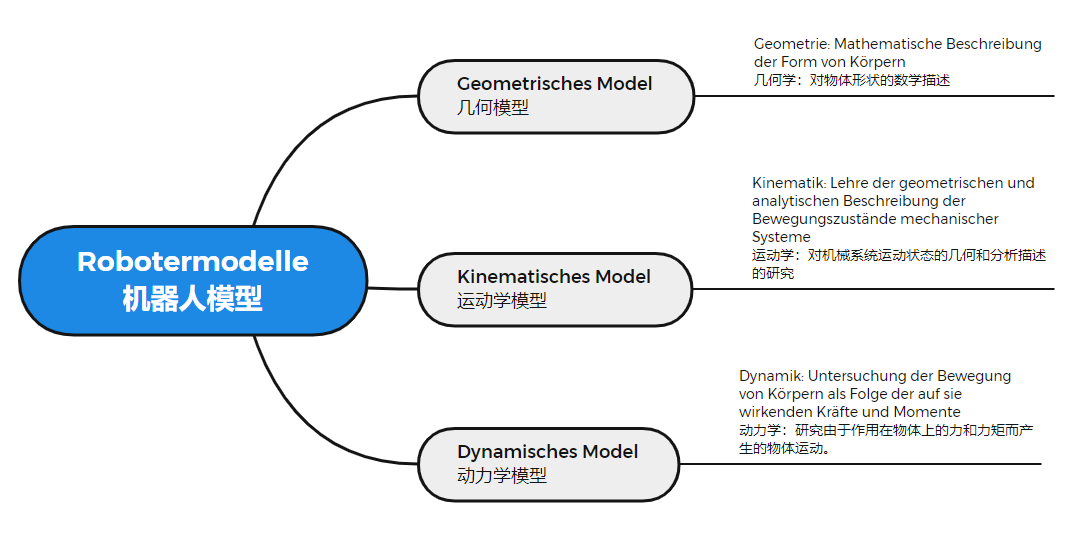 Robotermodelle
机器人模型
Geometrisches Model
几何模型
Geometrie: Mathematische Beschreibung
der Form von Körpern
几何学：对物体形状的数学描述
Kinematisches Model
运动学模型
Kinematik: Lehre der geometrischen und
analytischen Beschreibung der
Bewegungszustände mechanischer
Systeme
运动学：对机械系统运动状态的几何和分析描述
的研究
Dynamisches Model
动力学模型
Dynamik: Untersuchung der Bewegung
von Körpern als Folge der auf sie
wirkenden Kräfte und Momente
动力学：研究由于作用在物体上的力和力矩而产
生的物体运动。